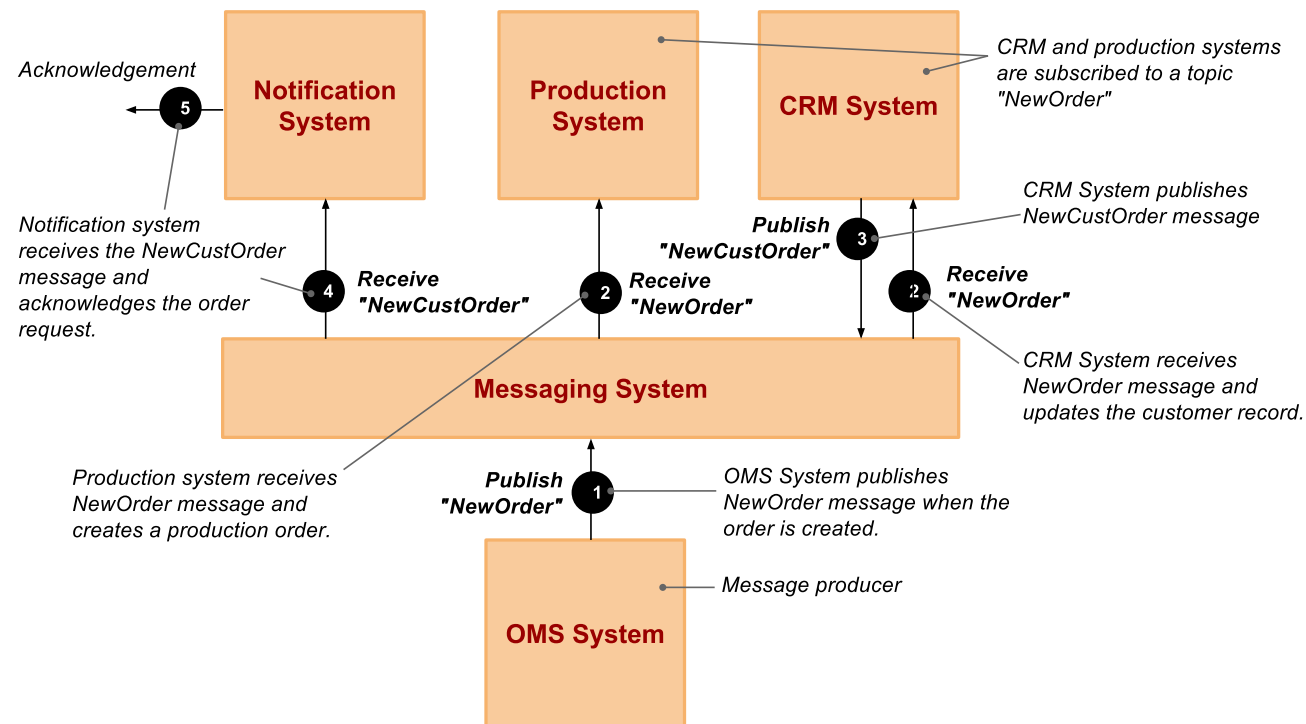 Acknowledgement
5
Notification
System
Production
System
CRM System
CRM and production systems
are subscribed to a topic
"NewOrder"
Notification system
receives the NewCustOrder
message and
acknowledges the order
request.
4
Receive
"NewCustOrder"
2
Receive
"NewOrder"
Publish
"NewCustOrder"
3
CRM System publishes
NewCustOrder message
2
Receive
"NewOrder"
CRM System receives
NewOrder message and
updates the customer record.
Messaging System
Production system receives
NewOrder message and
creates a production order.
Publish
"NewOrder"
1
OMS System publishes
NewOrder message when the
order is created.
Message producer
OMS System